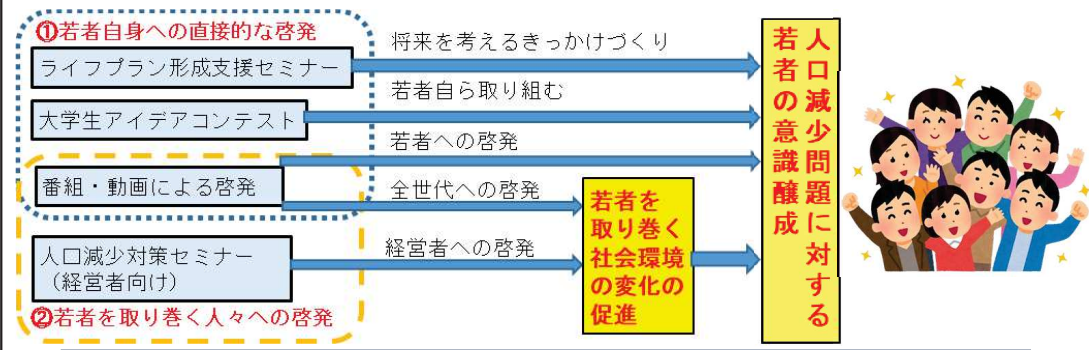 ①若者自身への直接的な啓発
ライフプラン形成支援セミナー
大学生アイデアコンテスト
番組・動画による啓発
人口減少対策セミナー
（経営者向け）
②若者を取り巻く人々への啓発
将来を考えるきっかけづくり
若者自ら取り組む
若者への啓発
全世代への啓発
経営者への啓発
若者を
取り巻く
社会環境
の変化の
促進
人口減少問題に対する
若者の意識醸成